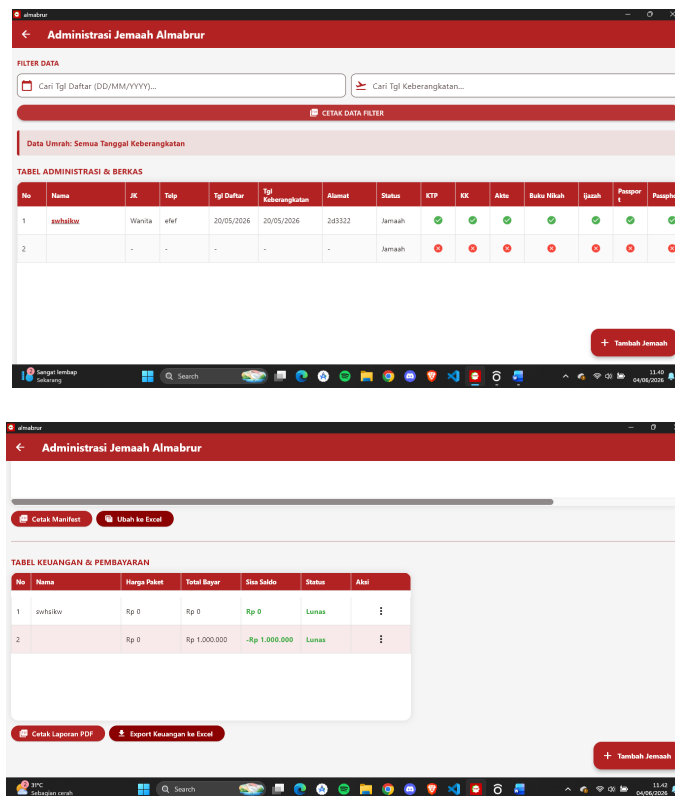 almabrur
Administrasi Jemaah Almabrur
FILTER DATA
Cari Tgl Daftar (DD/MM/YYYY)...
Cari Tgl Keberangkatan...
CETAK DATA FILTER
Data Umrah: Semua Tanggal Keberangkatan
TABEL ADMINISTRASI & BERKAS
No Nama JK Telp Tgl Daftar Tgl Keberangkatan Alamat Status KTP KK Akte Buku Nikah ijazah Passport Passpho
1 swhsikw Wanita efef 20/05/2026 20/05/2026 2d3322 Jamaah
2 - - - - - Jamaah
+ Tambah Jemaah
2 Sangat lembap
Sekarang
Search
11.40
04/06/2026
almabrur
Administrasi Jemaah Almabrur
Cetak Manifest
Ubah ke Excel
TABEL KEUANGAN & PEMBAYARAN
No Nama Harga Paket Total Bayar Sisa Saldo Status Aksi
1 swhsikw Rp 0 Rp 0 Rp 0 Lunas
2 Rp 0 Rp 1.000.000 -Rp 1.000.000 Lunas
Cetak Laporan PDF
Export Keuangan ke Excel
+ Tambah Jemaah
2 31°C
Sebagian cerah
Search
11.42
04/06/2026